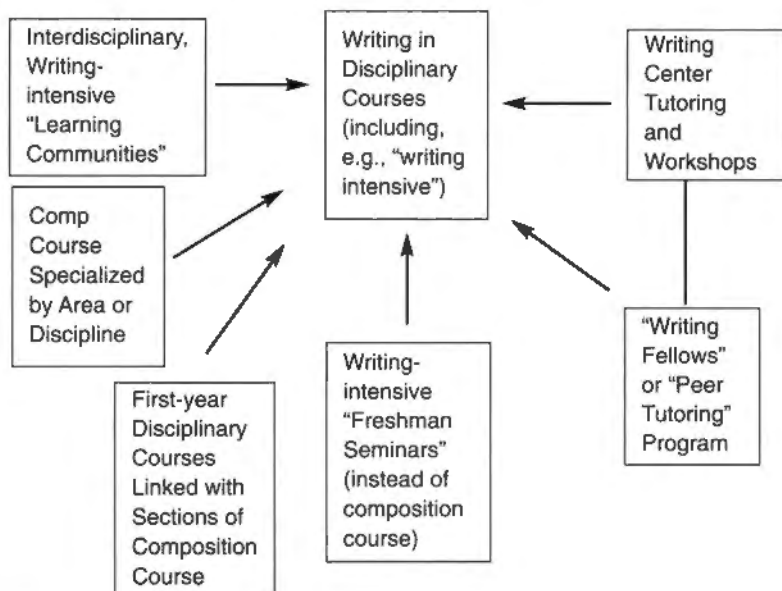 Interdisciplinary,
Writing-
intensive
“Learning
Communities”
Writing in
Disciplinary
Courses
(including,
e.g., “writing
intensive”)
Writing
Center
Tutoring
and
Workshops
Comp
Course
Specialized
by Area or
Discipline
First-year
Disciplinary
Courses
Linked with
Sections of
Composition
Course
Writing-
intensive
“Freshman
Seminars”
(instead of
composition
course)
“Writing
Fellows”
or “Peer
Tutoring”
Program